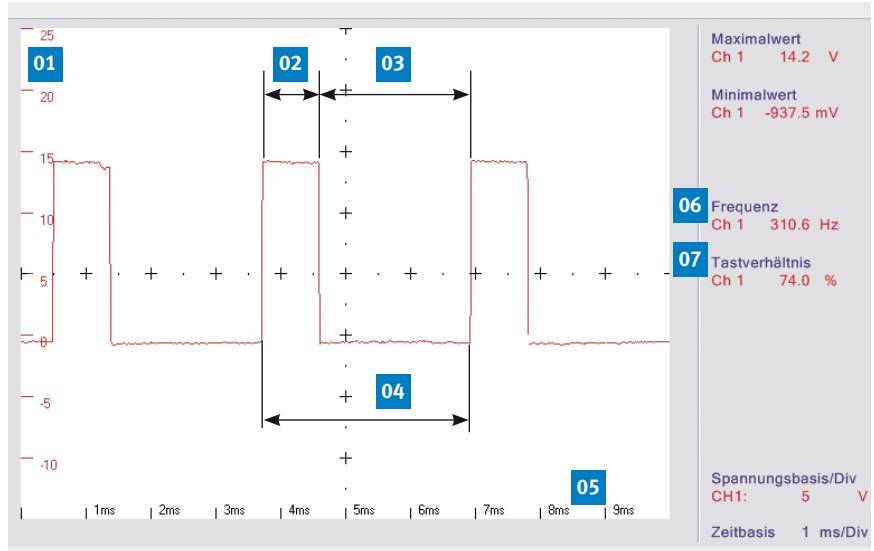 25
01
02
03
20
15
10
5
0
-5
04
-10
05
1ms 2ms 3ms 4ms 5ms 6ms 7ms 8ms 9ms
Maximalwert
Ch 1 14.2 V
Minimalwert
Ch 1 -937.5 mV
06 Frequenz
Ch 1 310.6 Hz
07 Tastverhältnis
Ch 1 74.0 %
Spannungsbasis/Div
CH1: 5 V
Zeitbasis 1 ms/Div